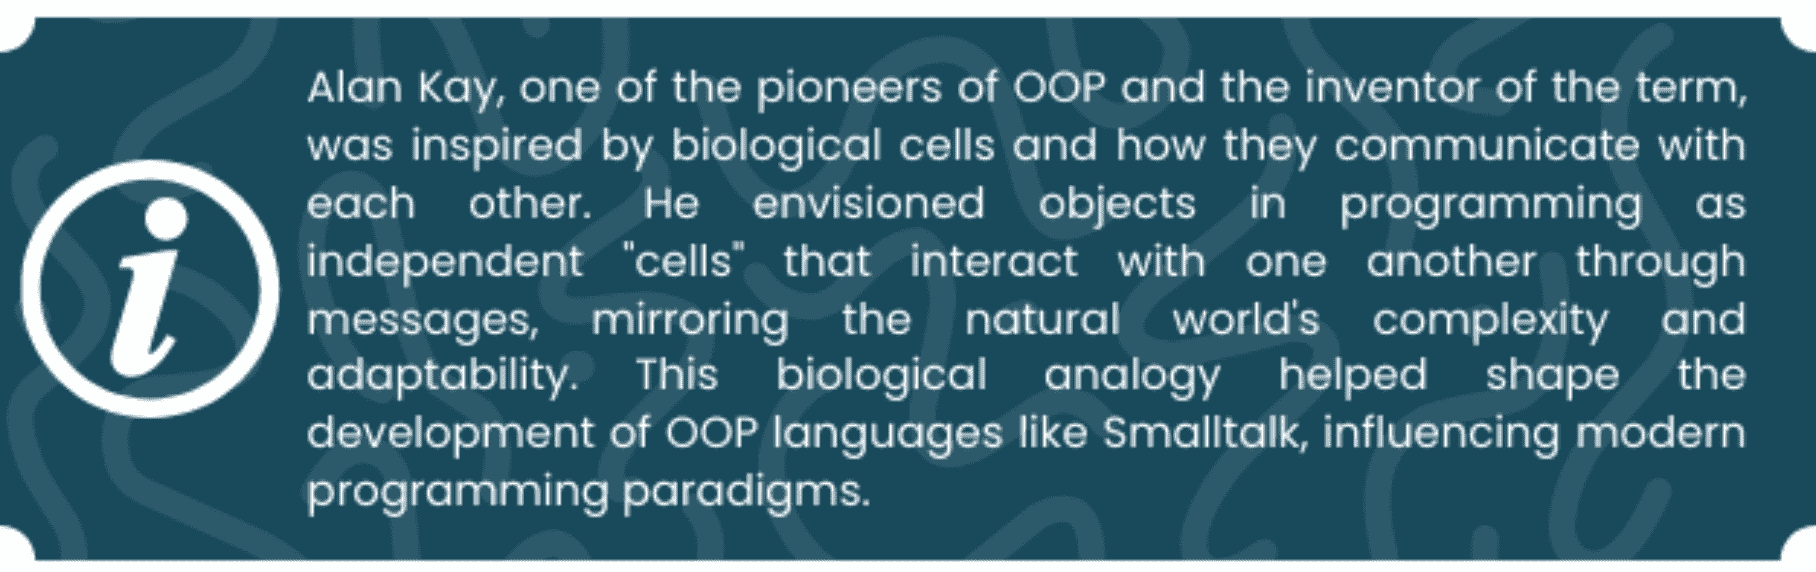 Alan Kay, one of the pioneers of OOP and the inventor of the term,
was inspired by biological cells and how they communicate with
each other. He envisioned objects in programming as
independent "cells" that interact with one another through
messages, mirroring the natural world's complexity and
adaptability. This biological analogy helped shape the
development of OOP languages like Smalltalk, influencing modern
programming paradigms.